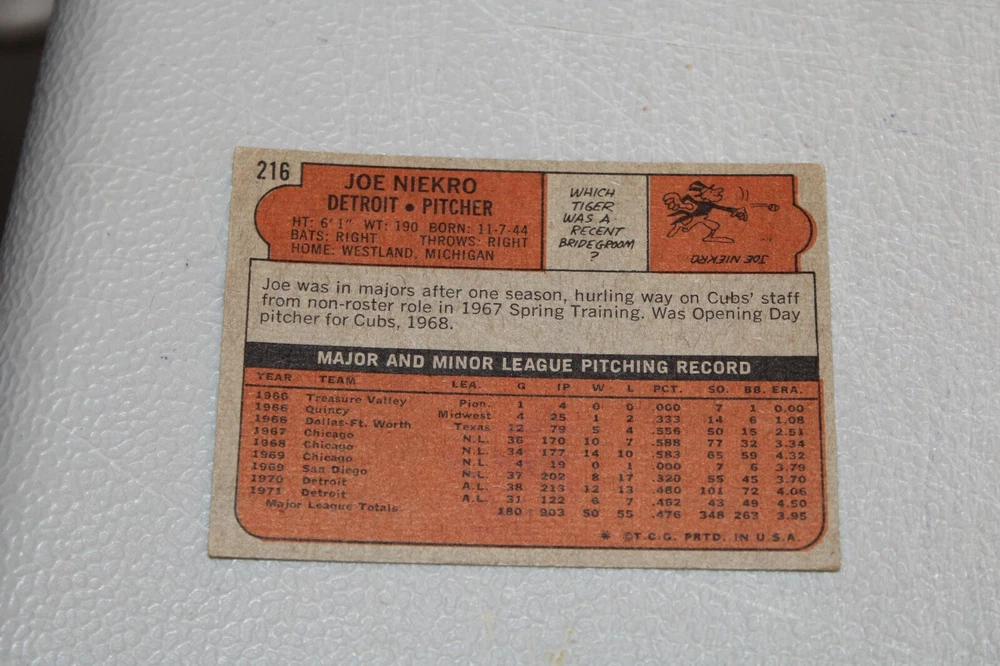 216
JOE NIEKRO
DETROIT • PITCHER
HT: 6'1" WT: 190 BORN: 11-7-44
BATS: RIGHT THROWS: RIGHT
HOME: WESTLAND, MICHIGAN
WHICH
TIGER
WAS A
RECENT
BRIDEGROOM
?
JOE NIEKRO
Joe was in majors after one season, hurling way on Cubs' staff
from non-roster role in 1967 Spring Training. Was Opening Day
pitcher for Cubs, 1968.
MAJOR AND MINOR LEAGUE PITCHING RECORD
YEAR TEAM LEA. G IP W L PCT. SO. BB. ERA.
1966 Treasure Valley Pion. 1 4 0 0 .000 7 1 0.00
1966 Quincy Midwest 4 25 1 2 .333 14 6 1.08
1966 Dallas-Ft. Worth Texas 12 79 5 4 .556 50 15 2.51
1967 Chicago N.L. 36 170 10 7 .588 77 32 3.34
1968 Chicago N.L. 34 177 14 10 .583 65 59 4.32
1969 Chicago N.L. 4 19 0 1 .000 7 6 3.79
1969 San Diego N.L. 37 202 8 17 .320 55 45 3.70
1970 Detroit A.L. 38 213 12 13 .480 101 72 4.06
1971 Detroit A.L. 31 122 6 7 .462 43 49 4.50
Major League Totals 180 903 50 55 .476 348 263 3.95
* ©T.C.G. PRTD. IN U.S.A.